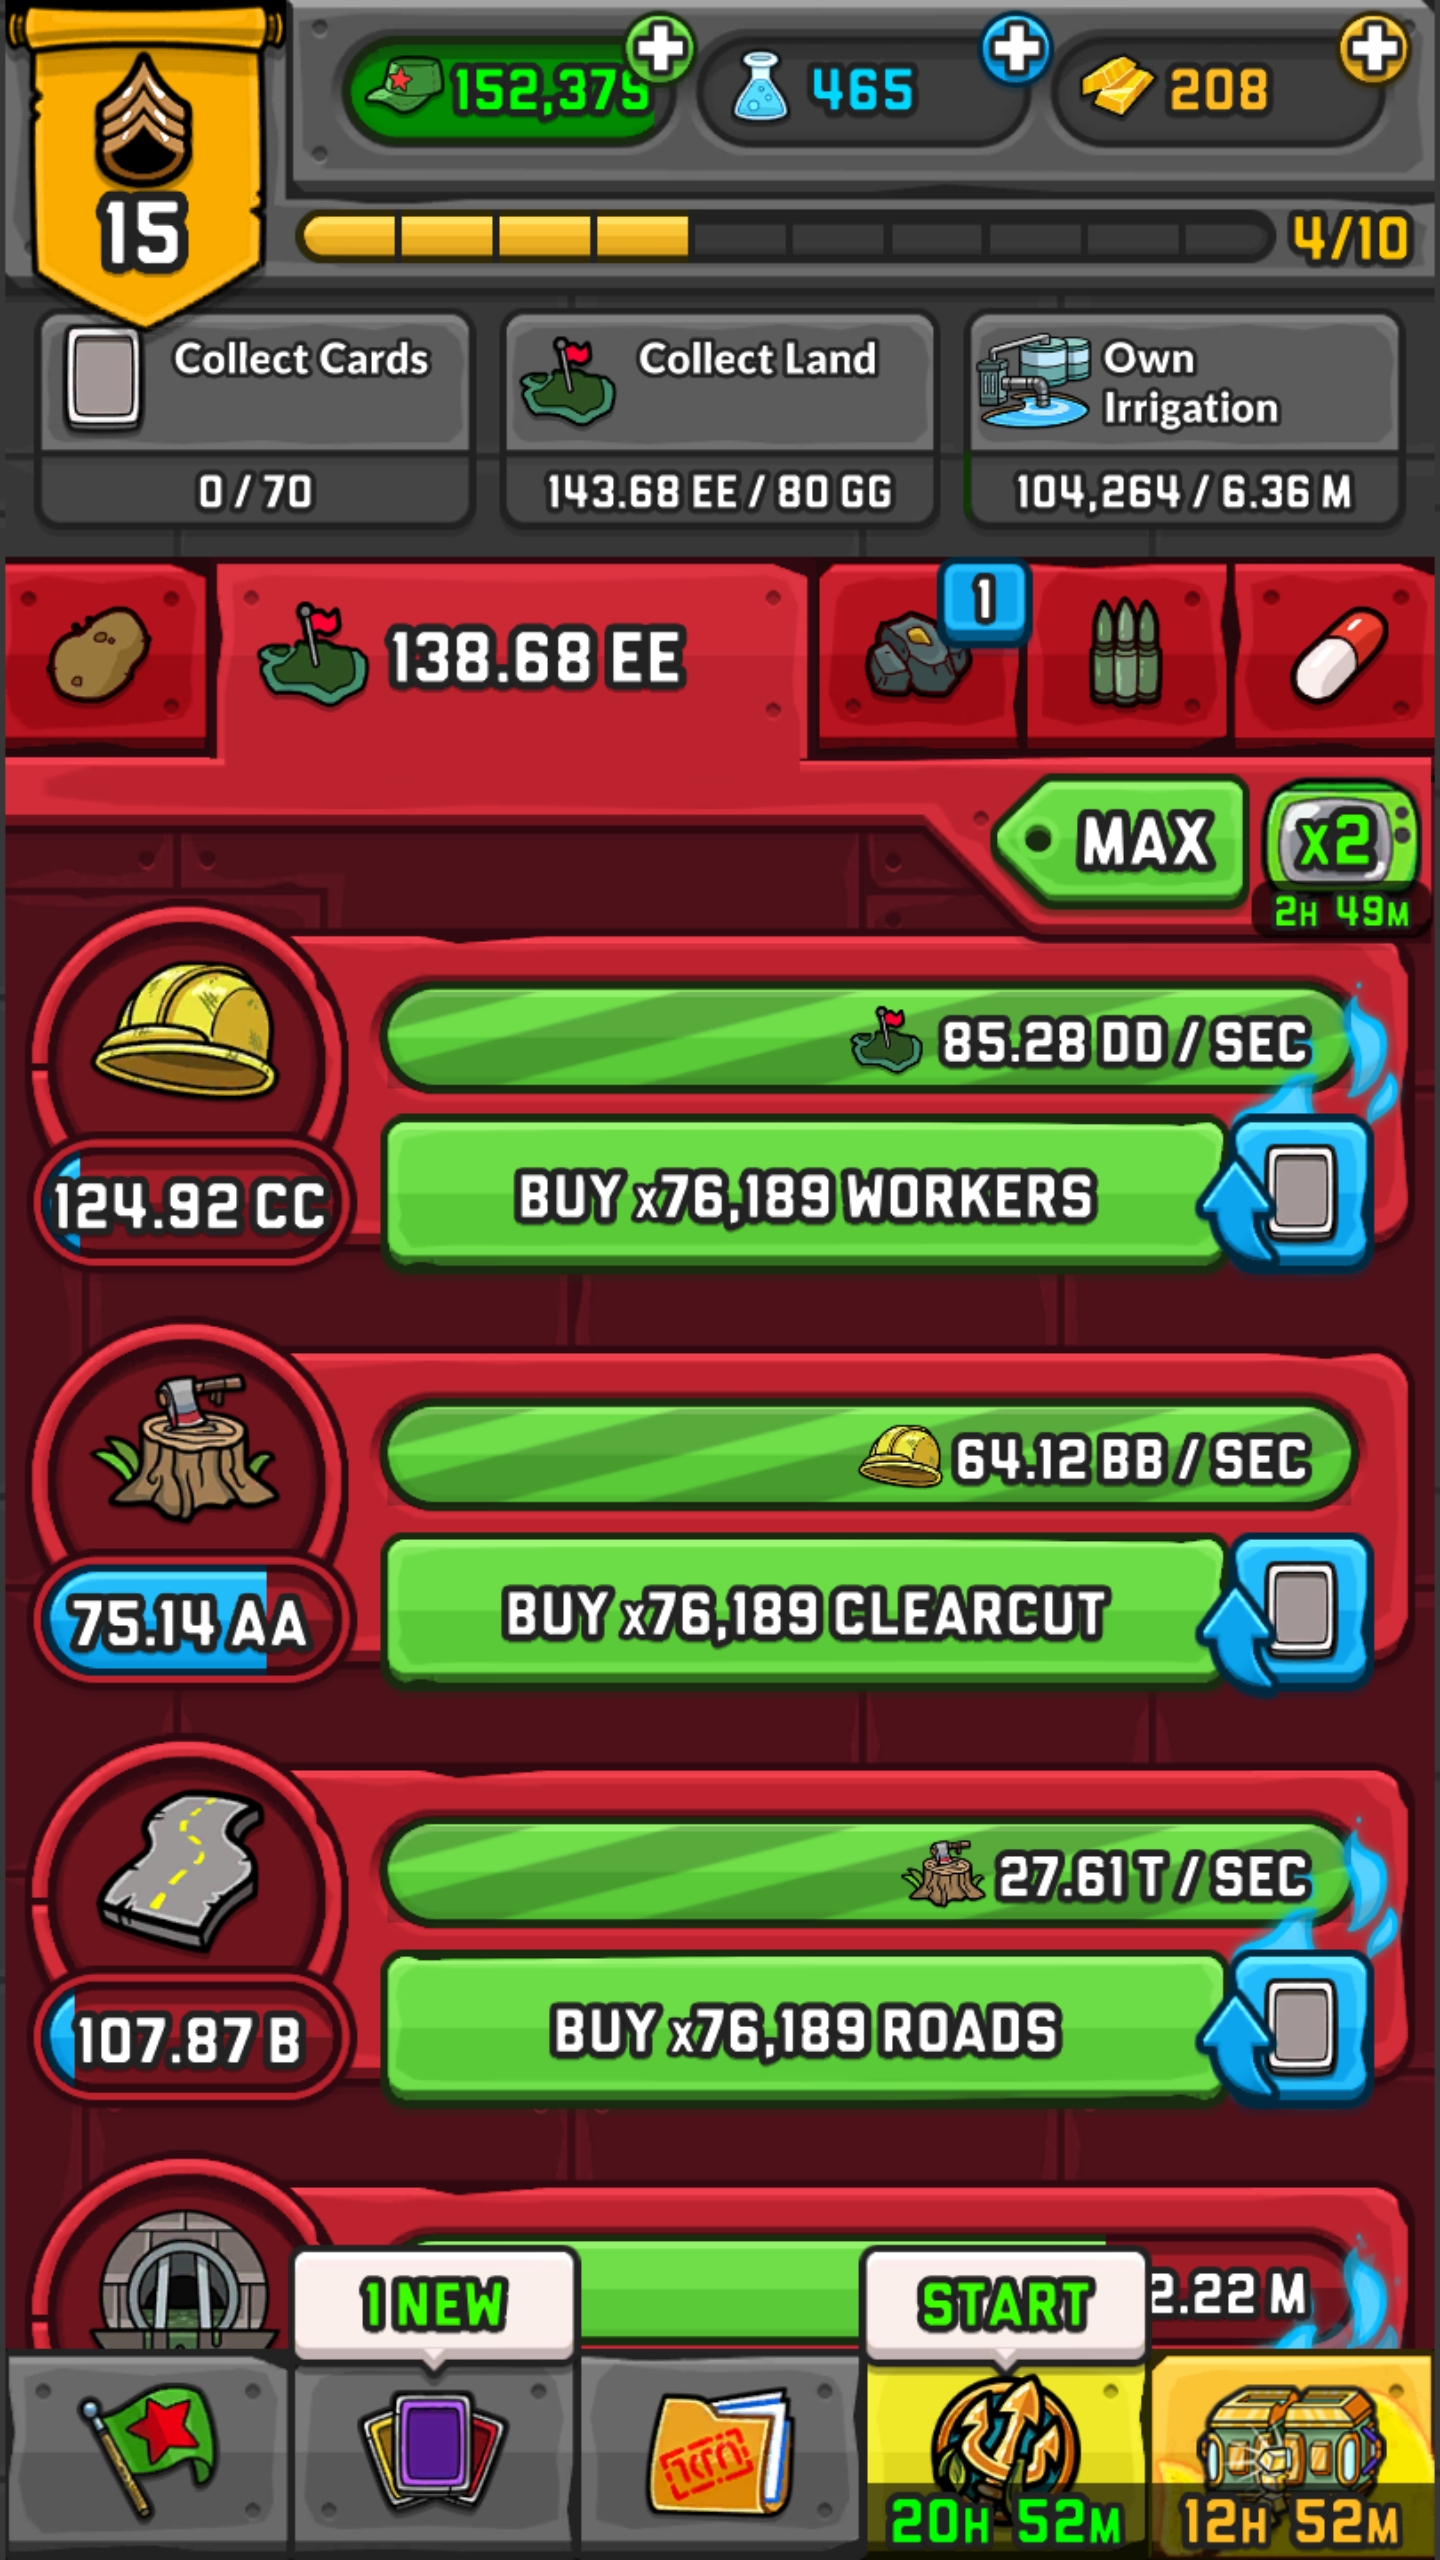 152,379
465
208
15
4/10
Collect Cards
0 / 70
Collect Land
143.68 EE / 80 GG
Own
Irrigation
104,264 / 6.36 M
138.68 EE
1
MAX
x2
2H 49M
85.28 DD / SEC
124.92 CC
BUY x76,189 WORKERS
64.12 BB / SEC
75.14 AA
BUY x76,189 CLEARCUT
27.61 T / SEC
107.87 B
BUY x76,189 ROADS
1 NEW
START
2.22 M
20H 52M
12H 52M